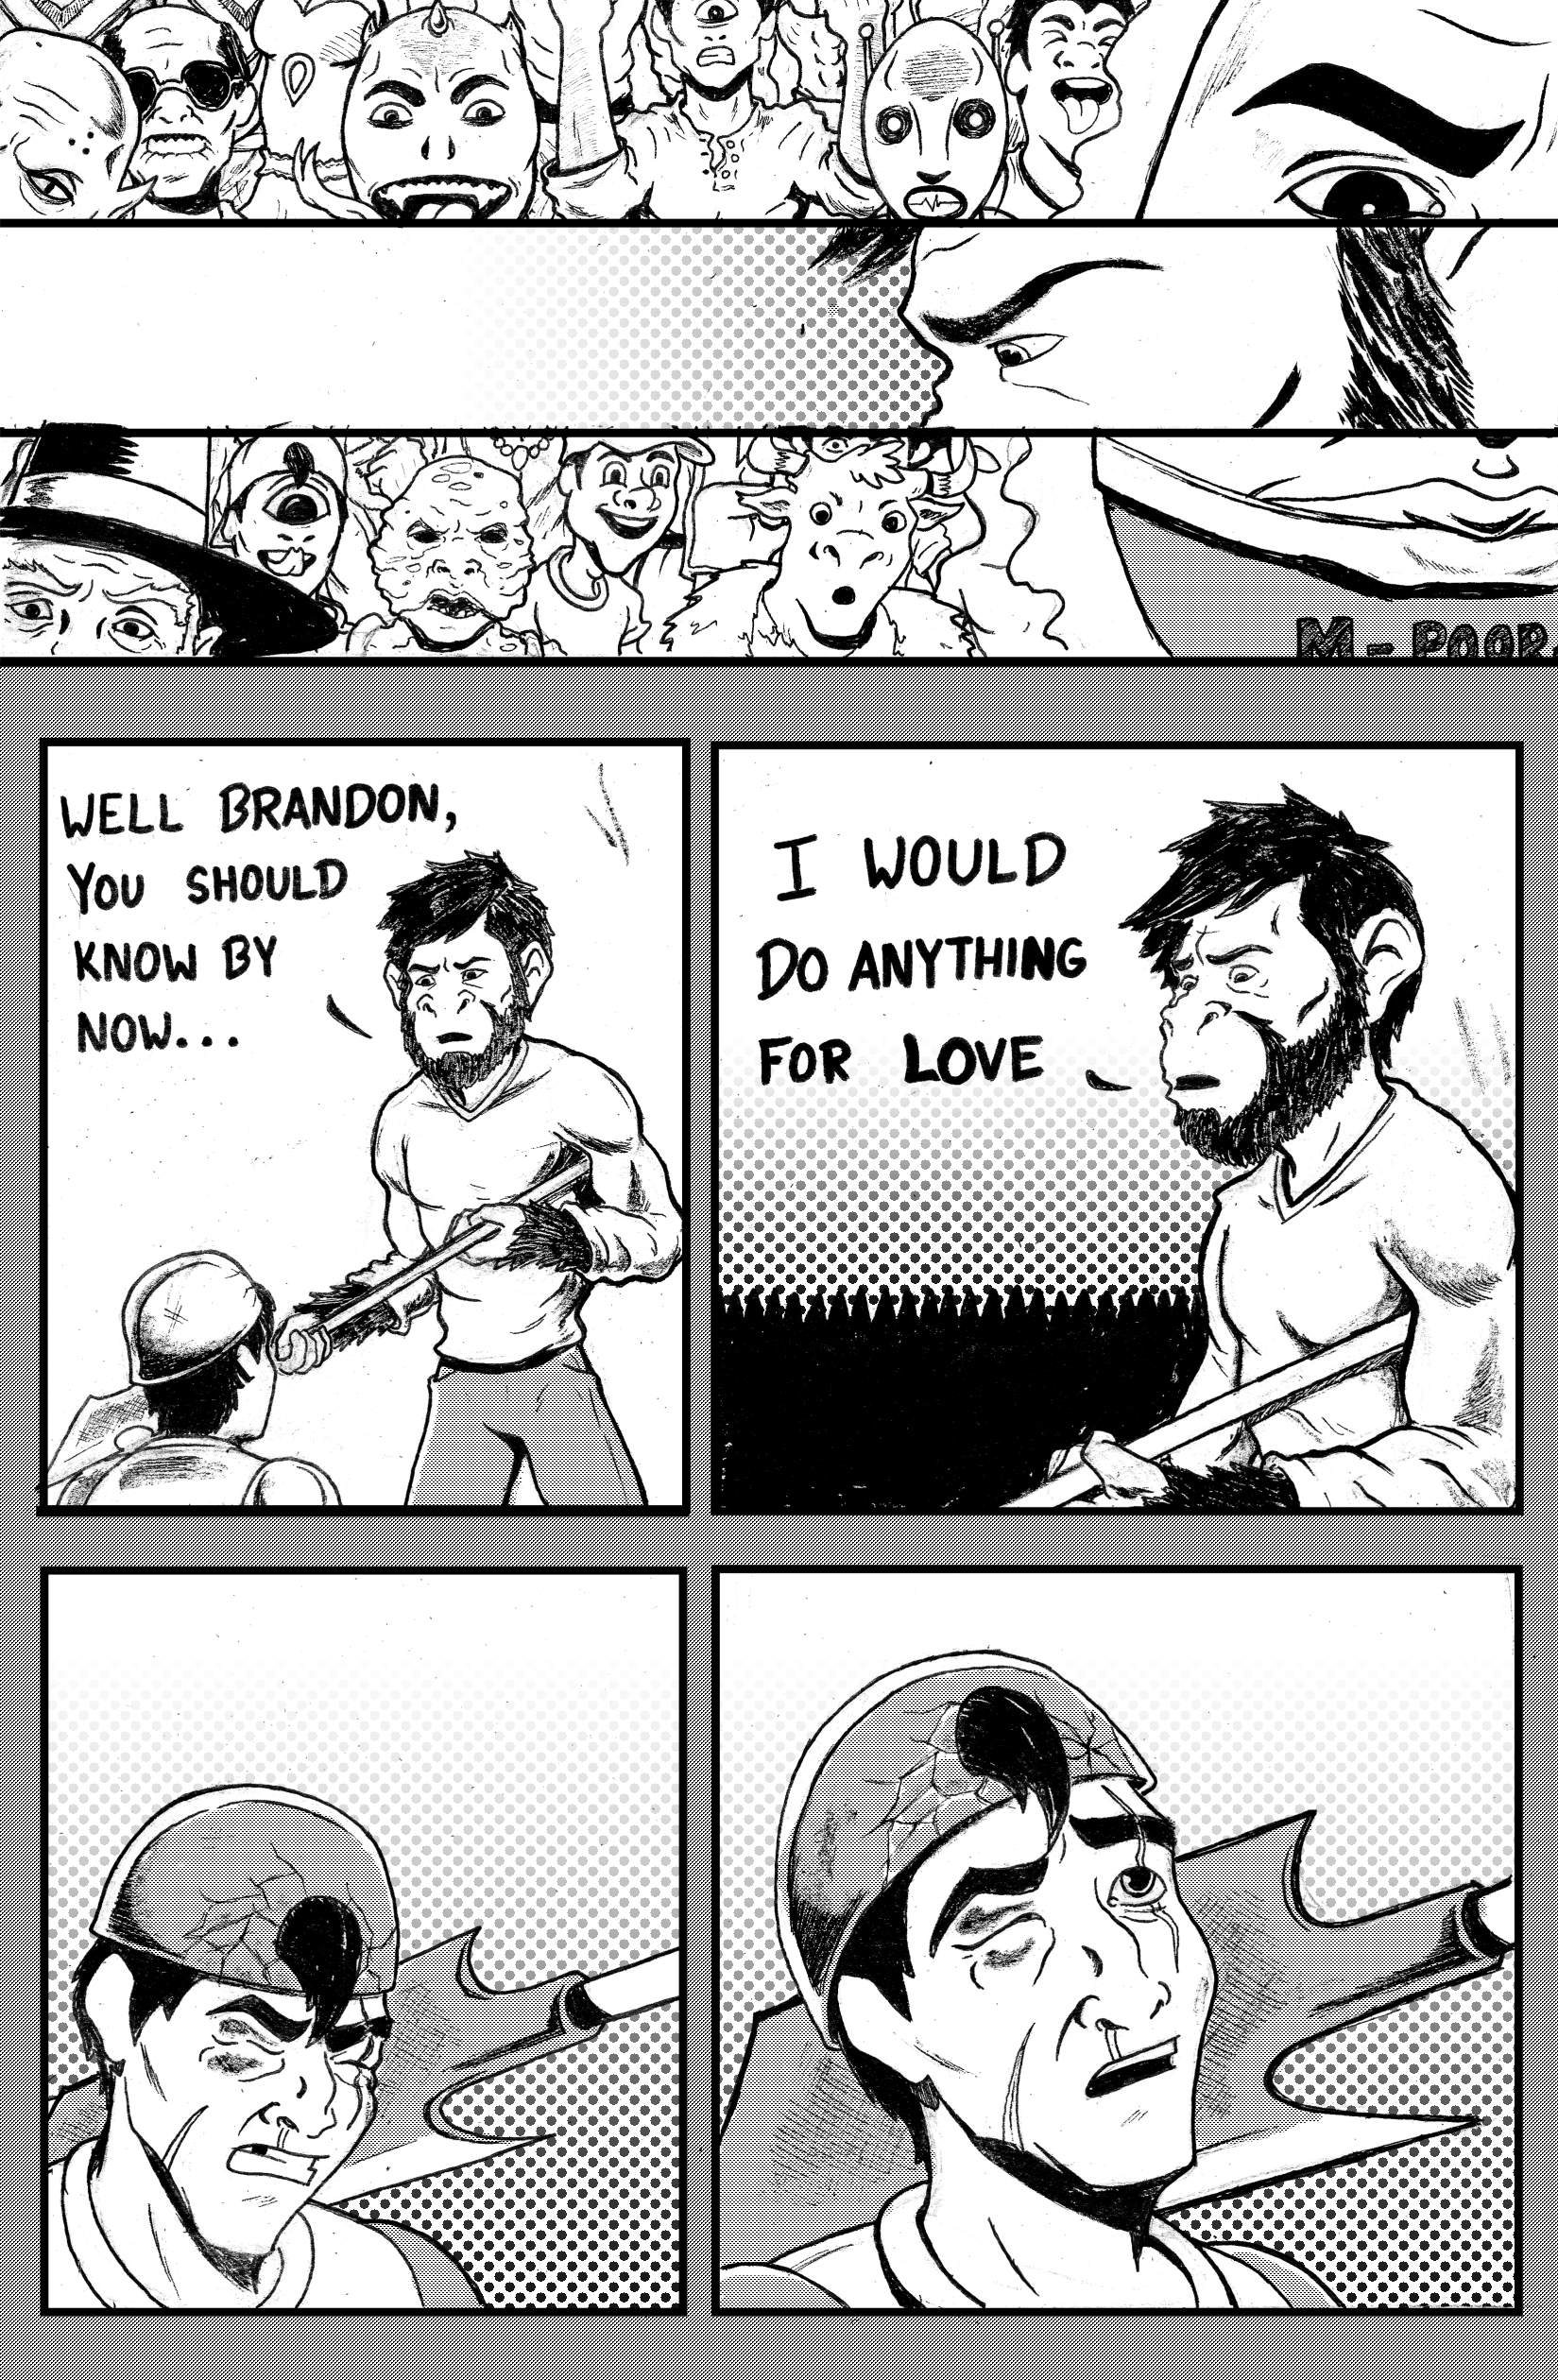 M-POOR
WELL BRANDON,
YOU SHOULD
KNOW BY
NOW...
I WOULD
DO ANYTHING
FOR LOVE